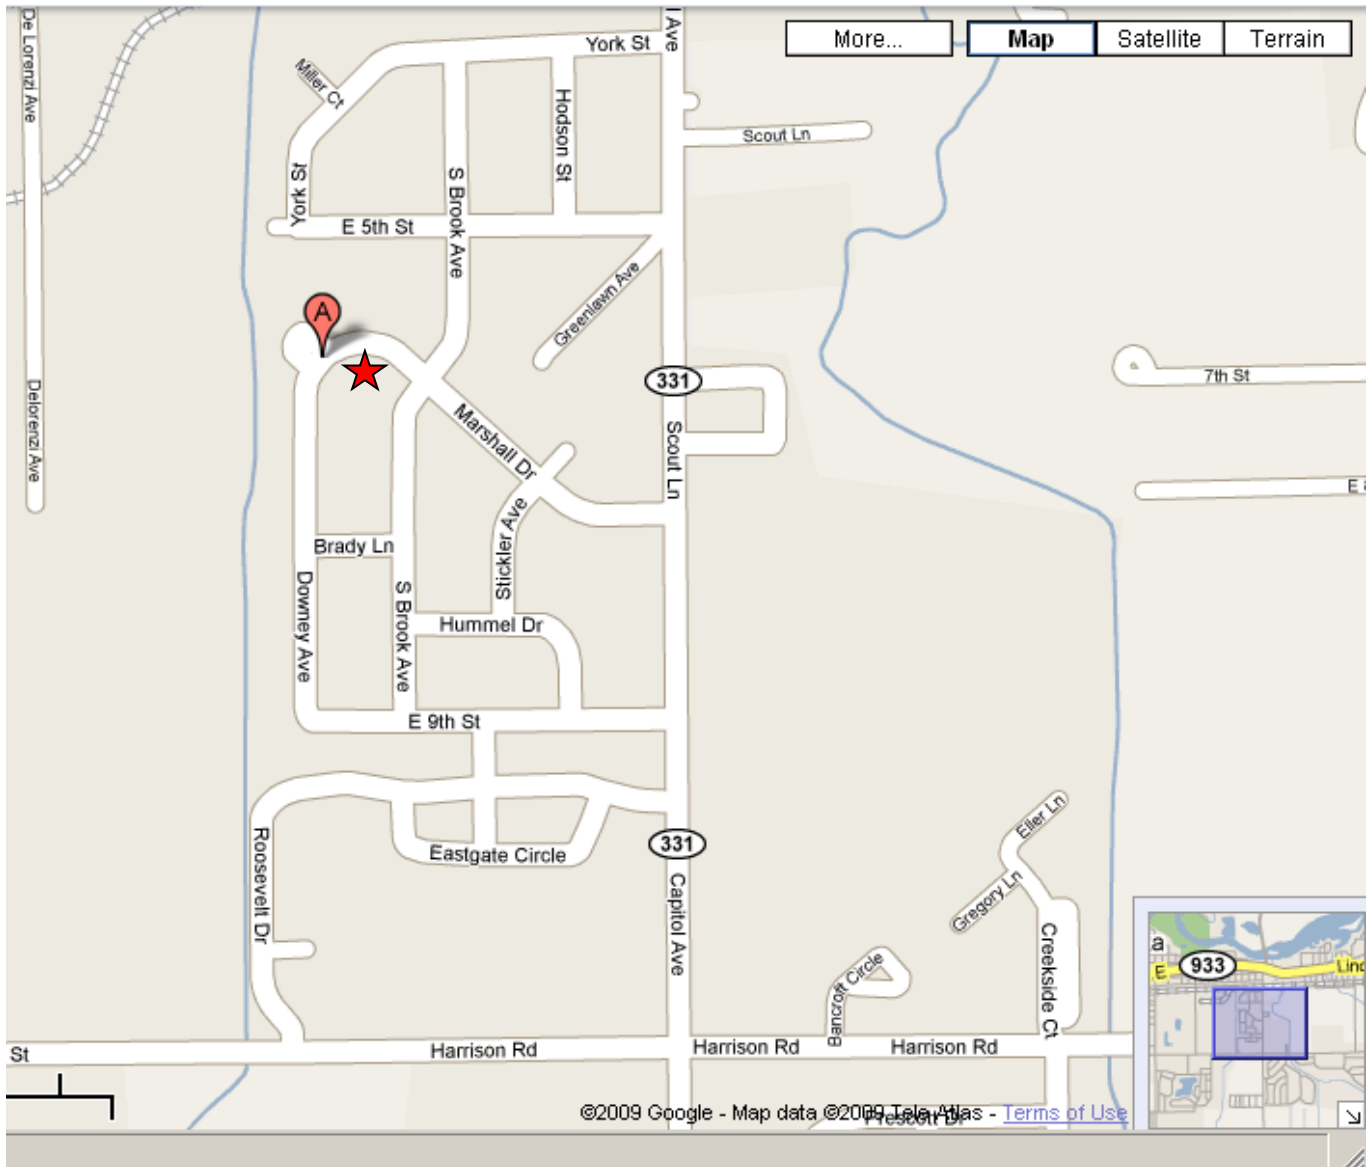 De Lorenzi Ave
York St
l Ave
More...
Map
Satellite
Terrain
Miller Ct
Hodson St
Scout Ln
York St
S Brook Ave
E 5th St
Greenlawn Ave
A
331
7th St
Delorenzi Ave
Marshall Dr
Scout Ln
E
Stickler Ave
Brady Ln
Downey Ave
S Brook Ave
Hummel Dr
E 9th St
Eller Ln
331
Eastgate Circle
Roosevelt Dr
Capitol Ave
Gregory Ln
Creekside Ct
Bancroft Circle
a
933
E
Linc
St
Harrison Rd
Harrison Rd
Harrison Rd
©2009 Google - Map data ©2009 Tele Atlas - Terms of Use
Prescott Dr